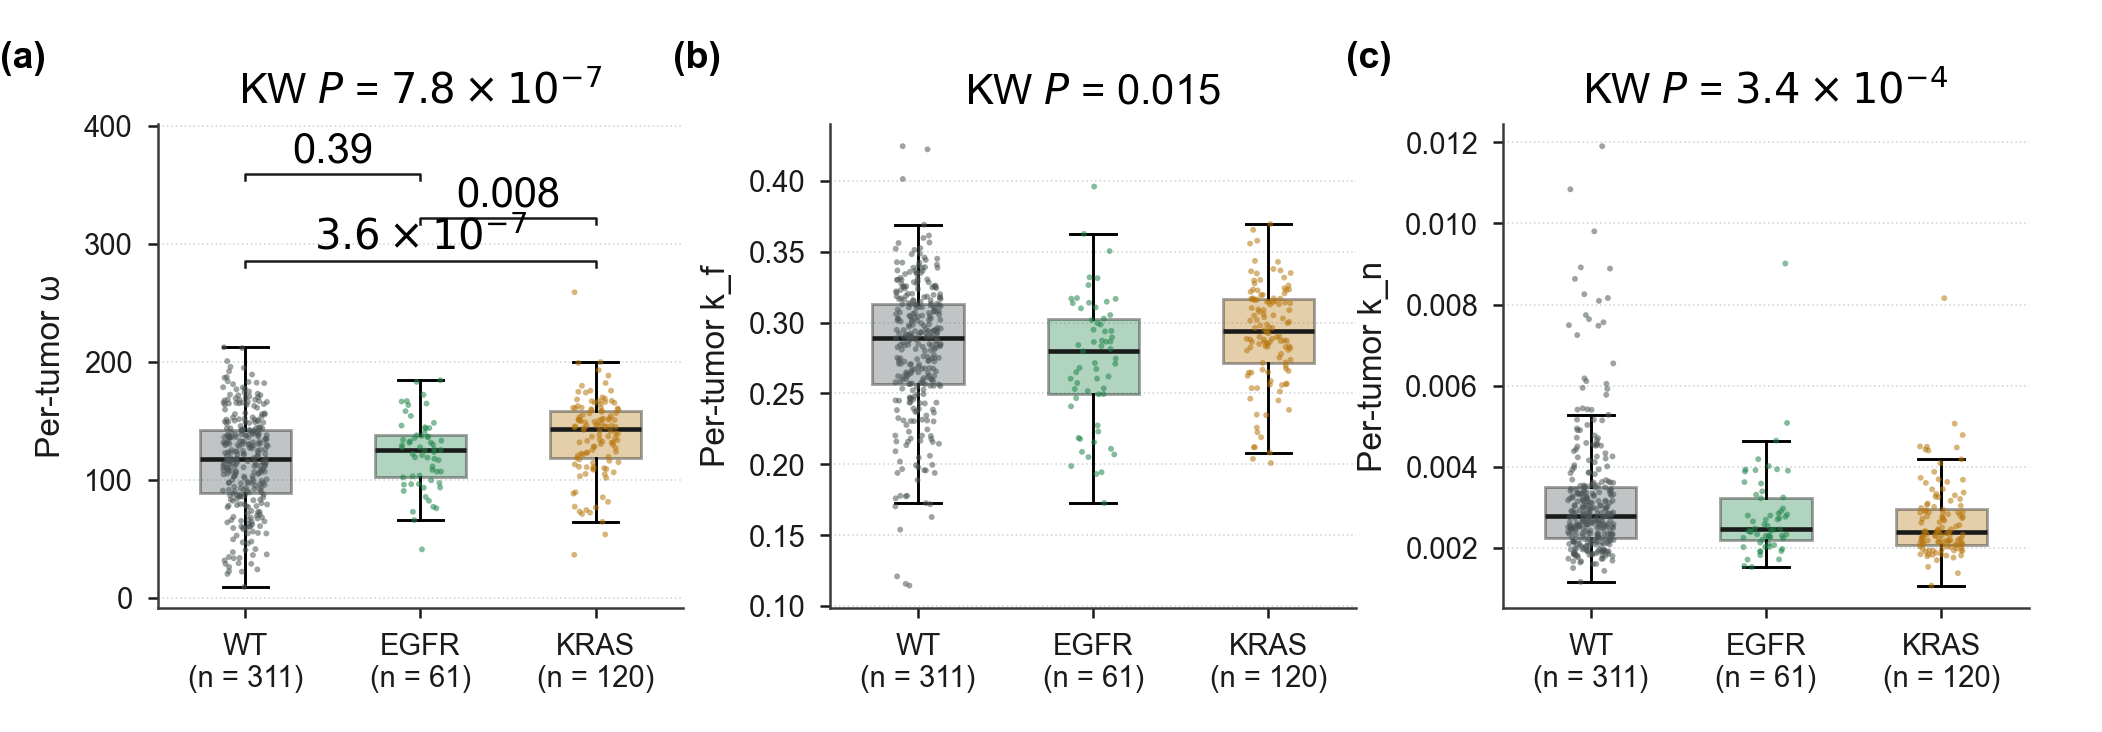 (a)
KW P = 7.8 × 10⁻⁷
400
300
200
100
0
Per-tumor ω
0.39
0.008
3.6 × 10⁻⁷
WT
(n = 311)
EGFR
(n = 61)
KRAS
(n = 120)
(b)
KW P = 0.015
0.40
0.35
0.30
0.25
0.20
0.15
0.10
Per-tumor k_f
WT
(n = 311)
EGFR
(n = 61)
KRAS
(n = 120)
(c)
KW P = 3.4 × 10⁻⁴
0.012
0.010
0.008
0.006
0.004
0.002
Per-tumor k_n
WT
(n = 311)
EGFR
(n = 61)
KRAS
(n = 120)